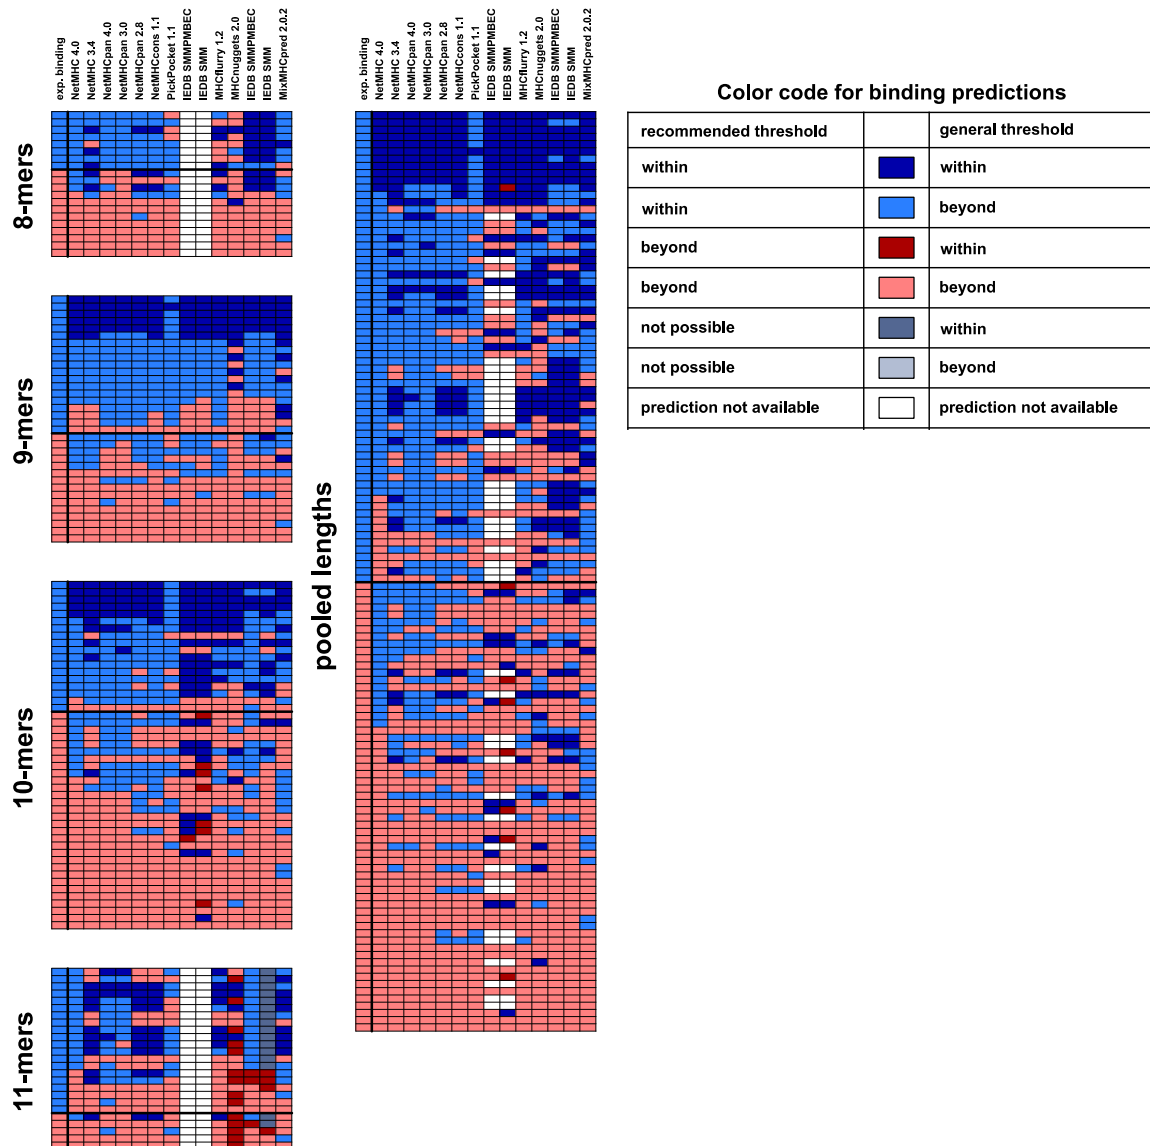 exp. binding
NetMHC 4.0
NetMHC 3.4
NetMHCpan 4.0
NetMHCpan 3.0
NetMHCpan 2.8
NetMHCcons 1.1
PickPocket 1.1
IEDB SMMPMBEC
IEDB SMM
MHCflurry 1.2
MHCnuggets 2.0
IEDB SMMPMBEC
IEDB SMM
MixMHCpred 2.0.2
exp. binding
NetMHC 4.0
NetMHC 3.4
NetMHCpan 4.0
NetMHCpan 3.0
NetMHCpan 2.8
NetMHCcons 1.1
PickPocket 1.1
IEDB SMMPMBEC
IEDB SMM
MHCflurry 1.2
MHCnuggets 2.0
IEDB SMMPMBEC
IEDB SMM
MixMHCpred 2.0.2
8-mers
9-mers
10-mers
11-mers
pooled lengths
Color code for binding predictions
recommended threshold general threshold
within within
within beyond
beyond within
beyond beyond
not possible within
not possible beyond
prediction not available prediction not available